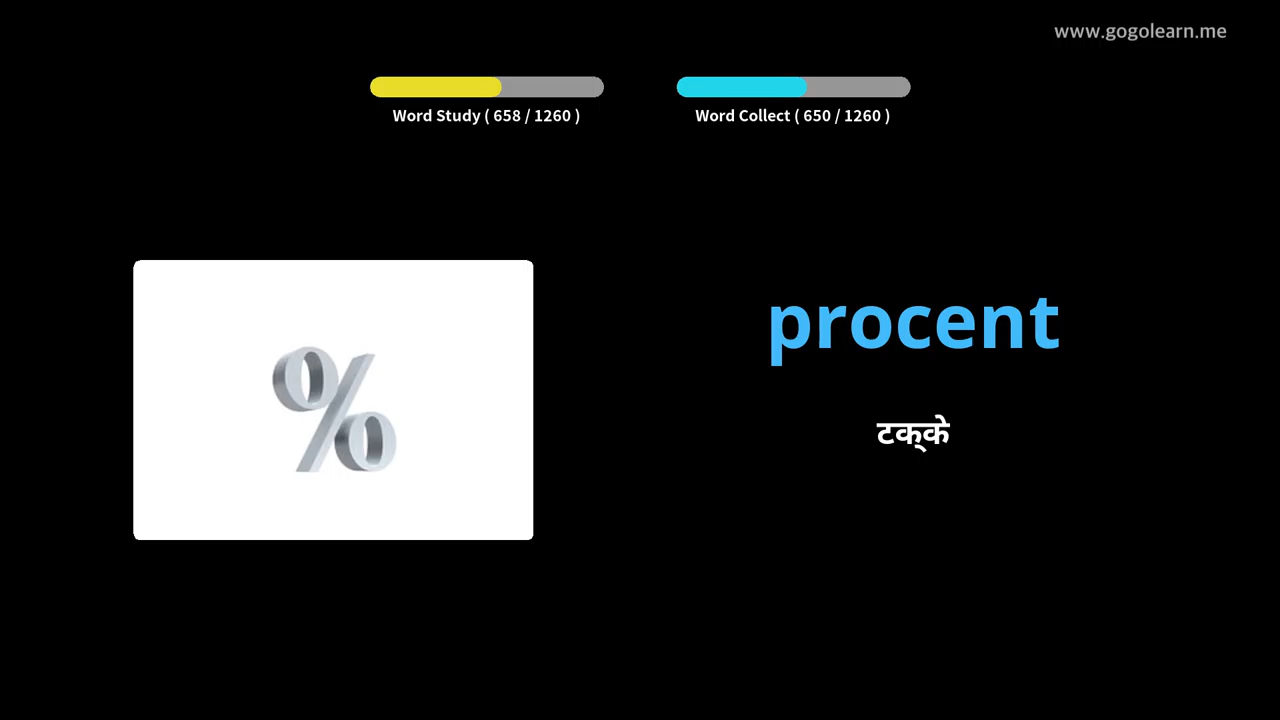 www.gogolearn.me
Word Study ( 658 / 1260 )
Word Collect ( 650 / 1260 )
%
procent
टक्के